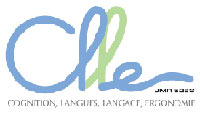 Clle
COGNITION, LANGUES, LANGAGE, ERGONOMIE